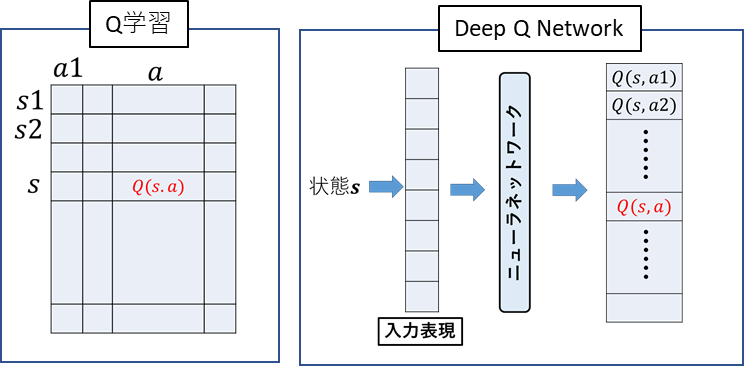 Q学習
a1
a
s1
s2
s
Q(s.a)
Deep Q Network
状態s
入力表現
ニューラネットワーク
Q(s,a1)
Q(s,a2)
……
Q(s,a)
……